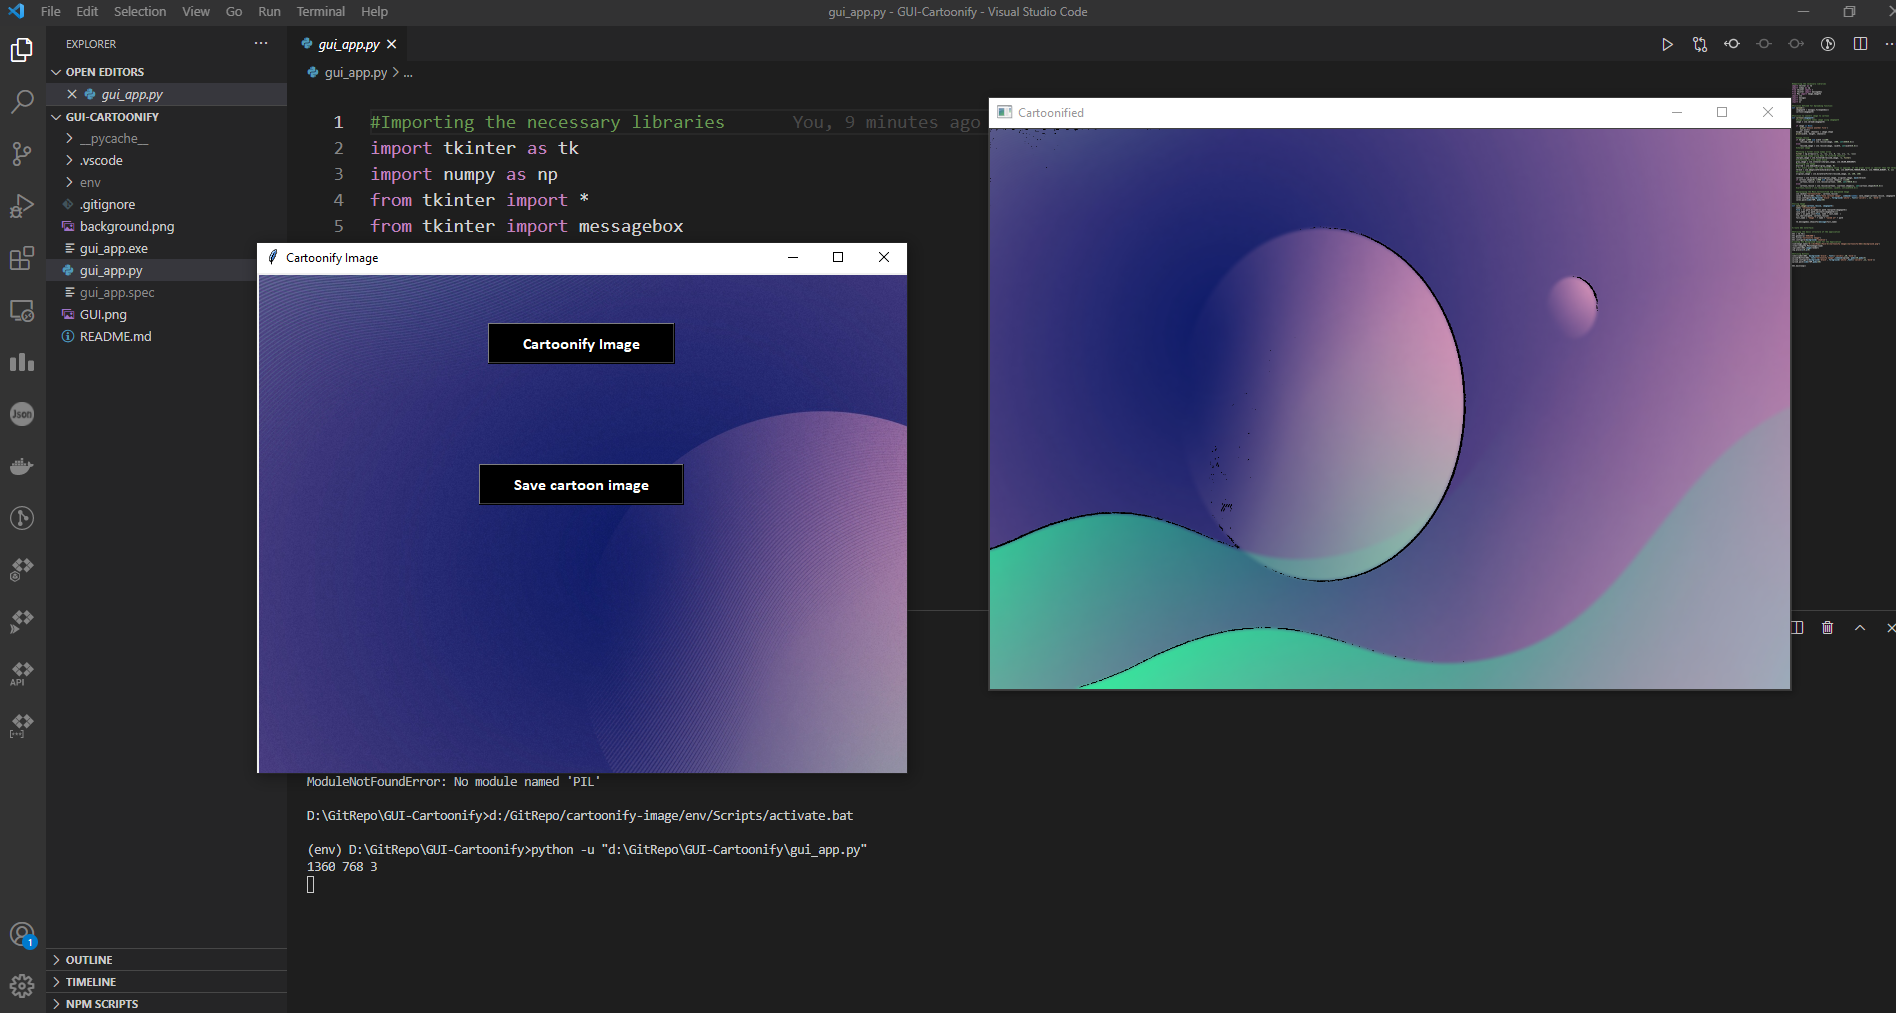 File Edit Selection View Go Run Terminal Help
gui_app.py - GUI-Cartoonify - Visual Studio Code
EXPLORER
OPEN EDITORS
gui_app.py
GUI-CARTOONIFY
__pycache__
.vscode
env
.gitignore
background.png
gui_app.exe
gui_app.py
gui_app.spec
GUI.png
README.md
OUTLINE
TIMELINE
NPM SCRIPTS
Json
API
1
gui_app.py
gui_app.py > ...
1 #Importing the necessary libraries You, 9 minutes ago
2 import tkinter as tk
3 import numpy as np
4 from tkinter import *
5 from tkinter import messagebox
Cartoonify Image
Cartoonify Image
Save cartoon image
Cartoonified
ModuleNotFoundError: No module named 'PIL'
D:\GitRepo\GUI-Cartoonify>d:/GitRepo/cartoonify-image/env/Scripts/activate.bat
(env) D:\GitRepo\GUI-Cartoonify>python -u "d:\GitRepo\GUI-Cartoonify\gui_app.py"
1360 768 3